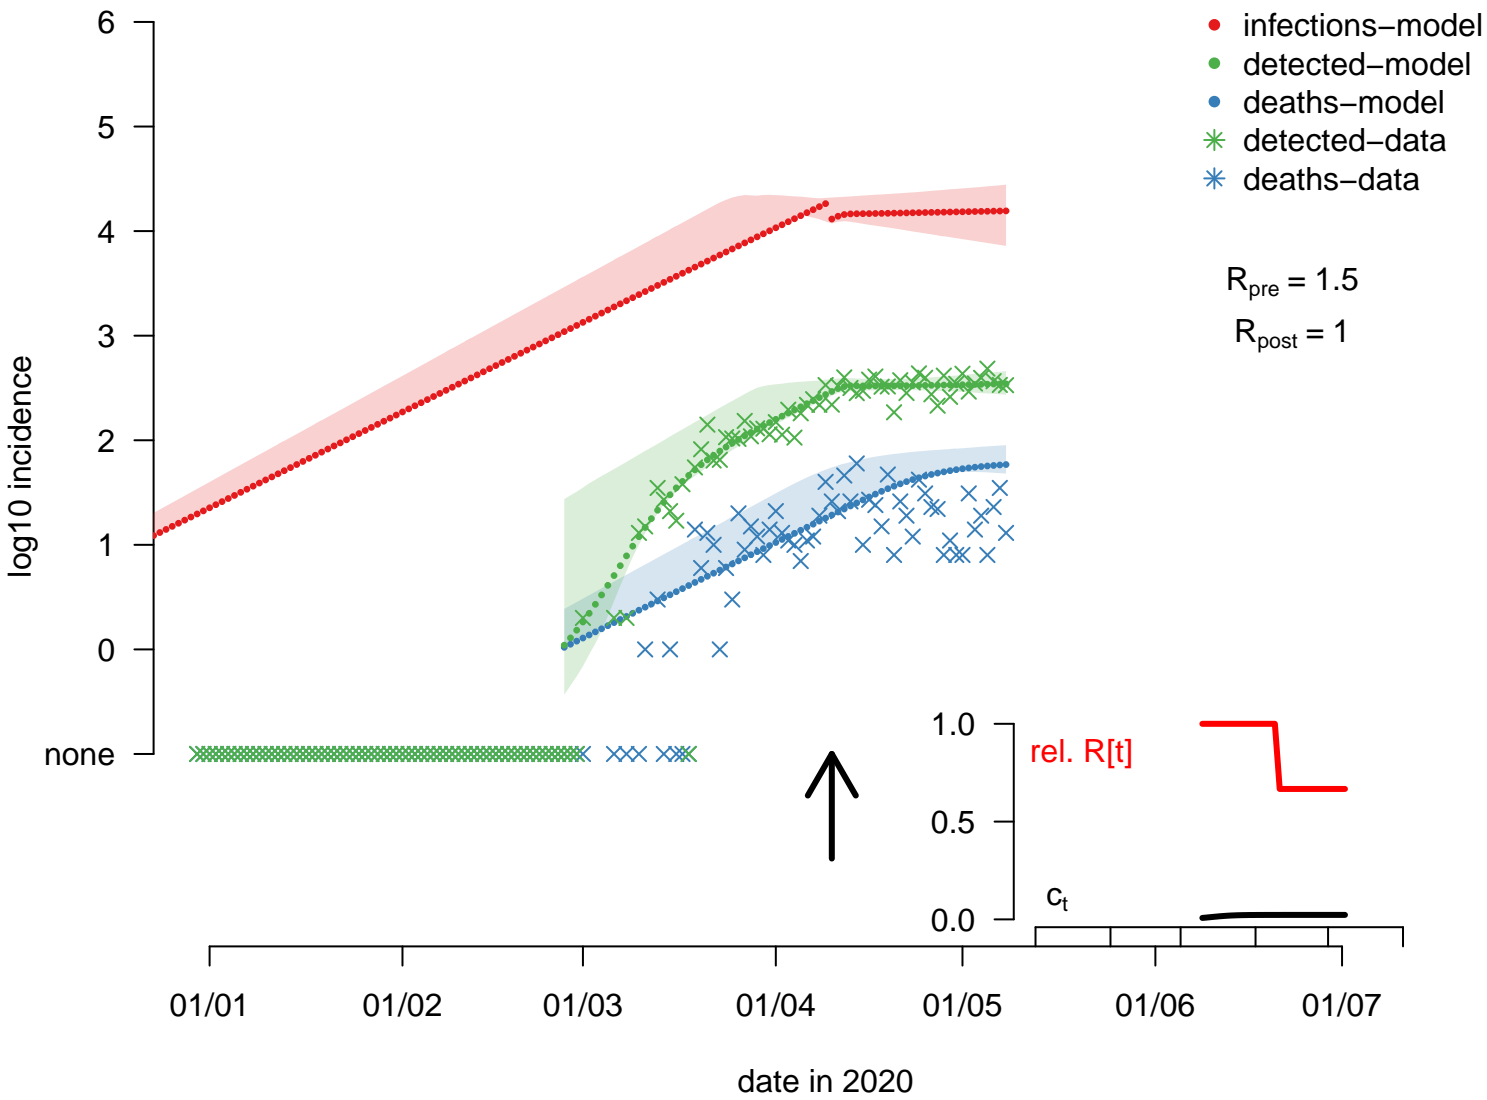 6
5
4
3
2
1
0
none
log10 incidence
infections−model
detected−model
deaths−model
detected−data
deaths−data
Rpre = 1.5
Rpost = 1
1.0
0.5
0.0
rel. R[t]
ct
01/01
01/02
01/03
01/04
01/05
01/06
01/07
date in 2020